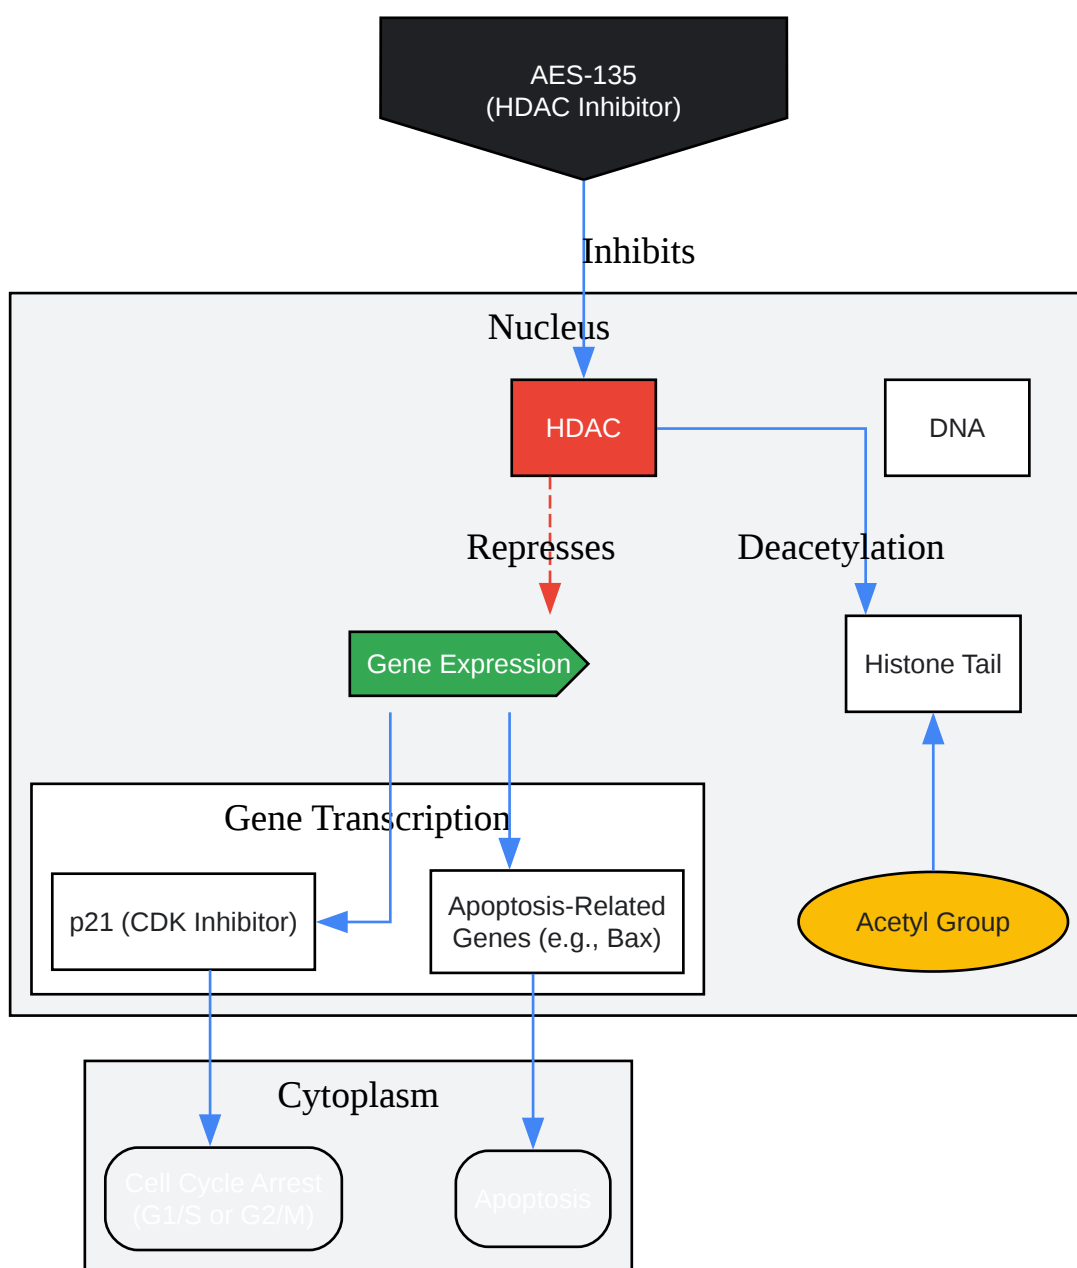 AES-135
(HDAC Inhibitor)
Inhibits
Nucleus
HDAC
DNA
Represses
Deacetylation
Gene Expression
Histone Tail
Gene Transcription
p21 (CDK Inhibitor)
Apoptosis-Related
Genes (e.g., Bax)
Acetyl Group
Cytoplasm
Cell Cycle Arrest
(G1/S or G2/M)
Apoptosis